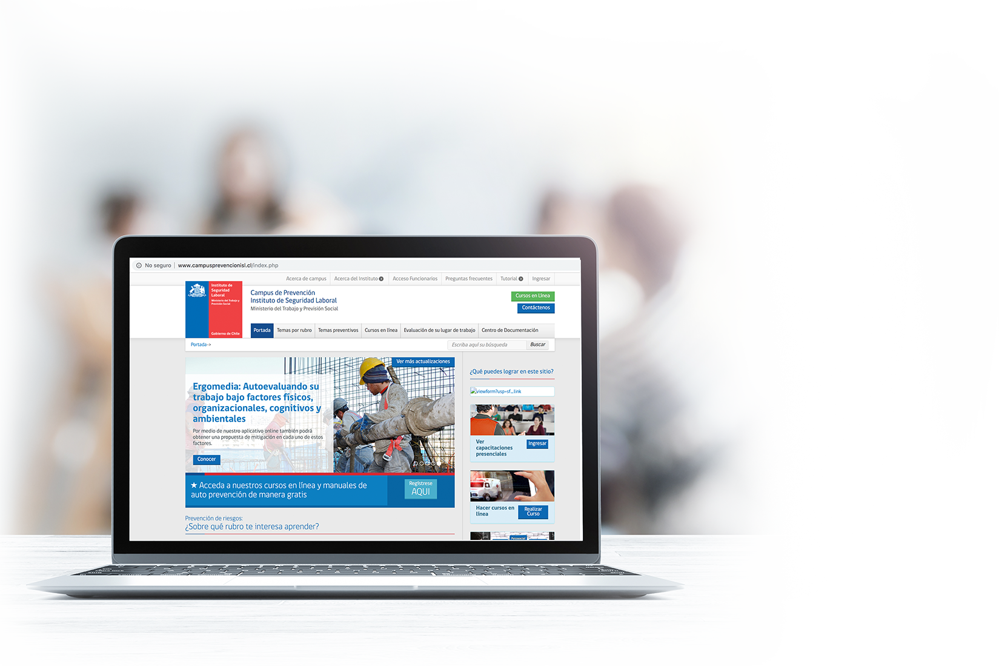 No seguro | www.campusprevencionisl.cl/index.php
Acerca de campus
Acerca del Instituto
Acceso Funcionarios
Preguntas frecuentes
Tutorial
Ingresar
Instituto de
Seguridad
Laboral
Ministerio del Trabajo y
Previsión Social
Gobierno de Chile
Campus de Prevención
Instituto de Seguridad Laboral
Ministerio del Trabajo y Previsión Social
Cursos en Línea
Contáctenos
Portada
Temas por rubro
Temas preventivos
Cursos en línea
Evaluación de su lugar de trabajo
Centro de Documentación
Portada->
Escriba aquí su búsqueda
Buscar
Ver más actualizaciones
Ergomedia: Autoevaluando su
trabajo bajo factores físicos,
organizacionales, cognitivos y
ambientales
Por medio de nuestro aplicativo online también podrá
obtener una propuesta de mitigación en cada uno de estos
factores.
Conocer
★ Acceda a nuestros cursos en línea y manuales de
auto prevención de manera gratis
Regístrese
AQUI
Prevención de riesgos:
¿Sobre qué rubro te interesa aprender?
¿Qué puedes lograr en este sitio?
viewform?usp=sf_link
Ver
capacitaciones
presenciales
Ingresar
Hacer cursos en
línea
Realizar
Curso
Psicosocial